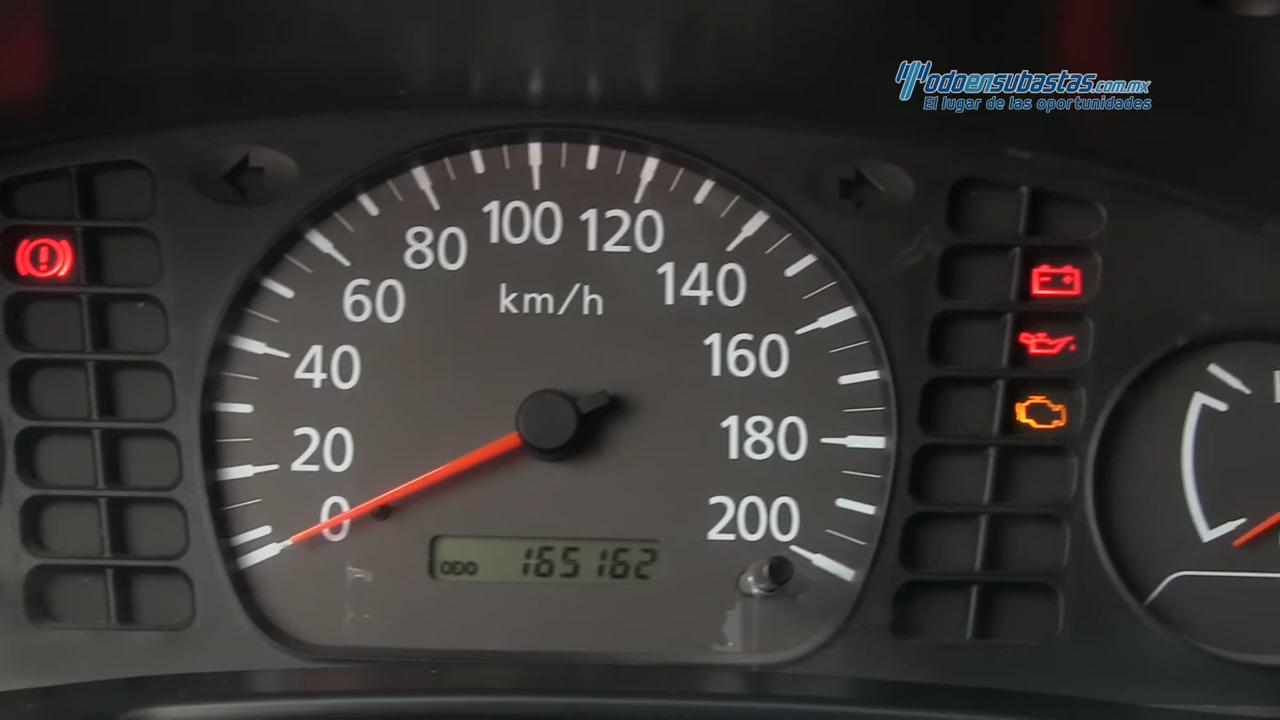 Todoensubastas.com.mx
El lugar de las oportunidades
100
120
80
140
60
km/h
160
40
180
20
200
0
ODO 165162